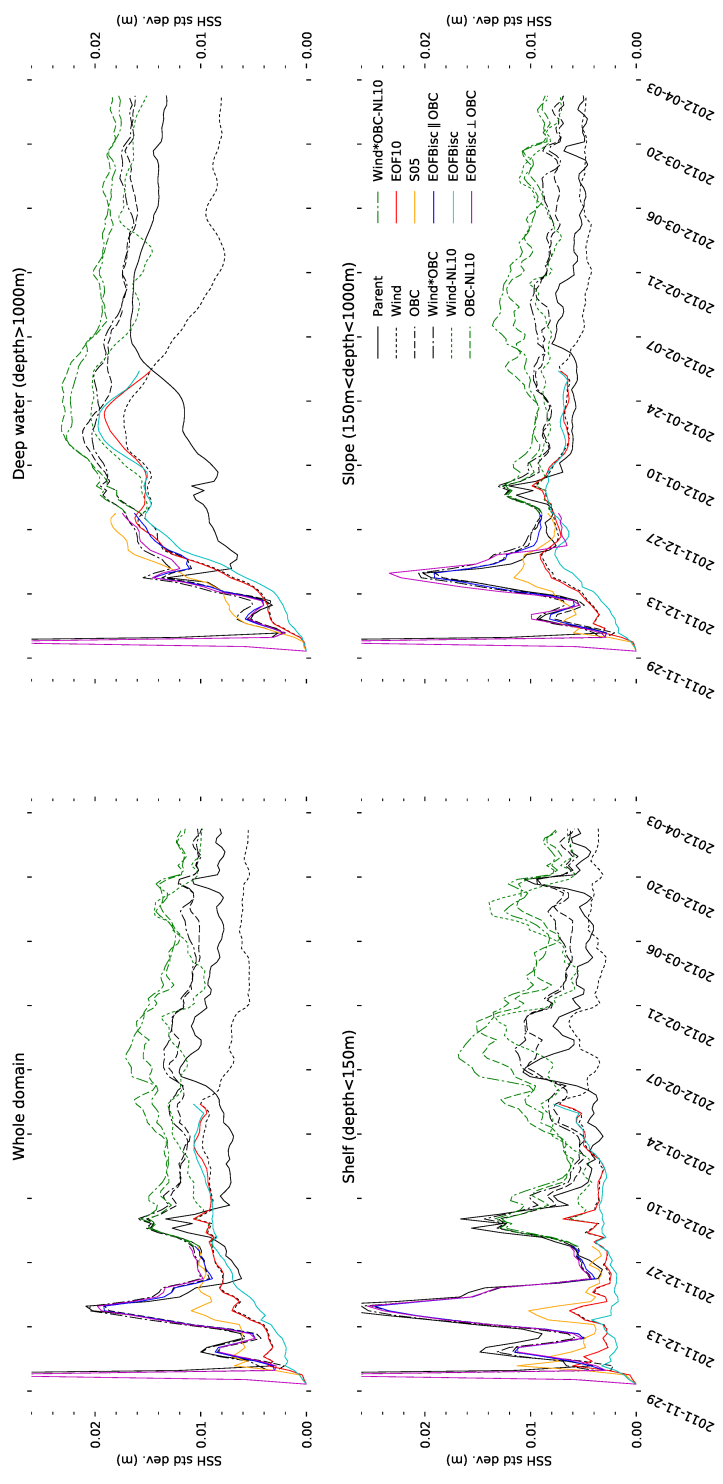 Whole domain
SSH std dev. (m)
0.02
0.01
0.00
Deep water (depth>1000m)
SSH std dev. (m)
0.02
0.01
0.00
Shelf (depth<150m)
SSH std dev. (m)
0.02
0.01
0.00
2011-11-29
2011-12-13
2011-12-27
2012-01-10
2012-01-24
2012-02-07
2012-02-21
2012-03-06
2012-03-20
2012-04-03
Slope (150m<depth<1000m)
SSH std dev. (m)
0.02
0.01
0.00
Parent
Wind
OBC
Wind*OBC
Wind-NL10
OBC-NL10
Wind*OBC-NL10
EOF10
S05
EOFBisc ∥ OBC
EOFBisc
EOFBisc ⊥ OBC
2011-11-29
2011-12-13
2011-12-27
2012-01-10
2012-01-24
2012-02-07
2012-02-21
2012-03-06
2012-03-20
2012-04-03